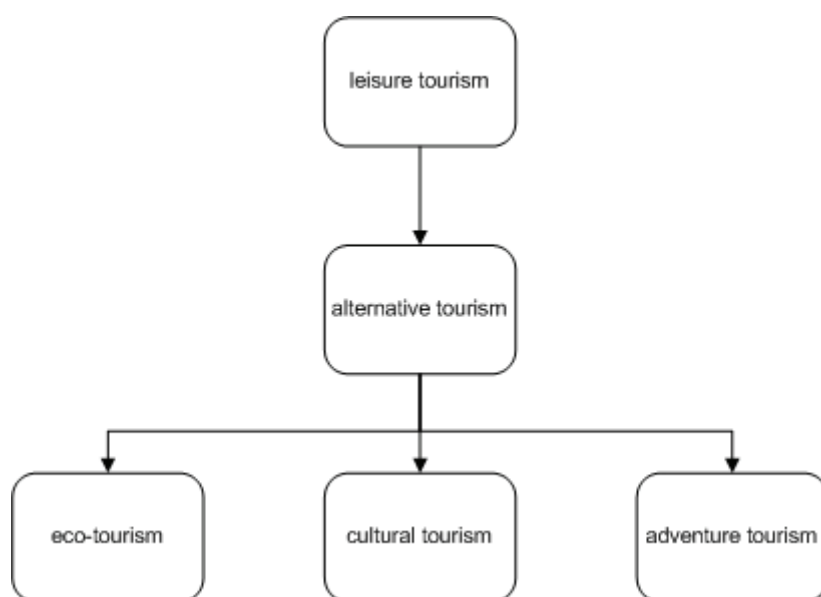 leisure tourism
alternative tourism
eco-tourism
cultural tourism
adventure tourism